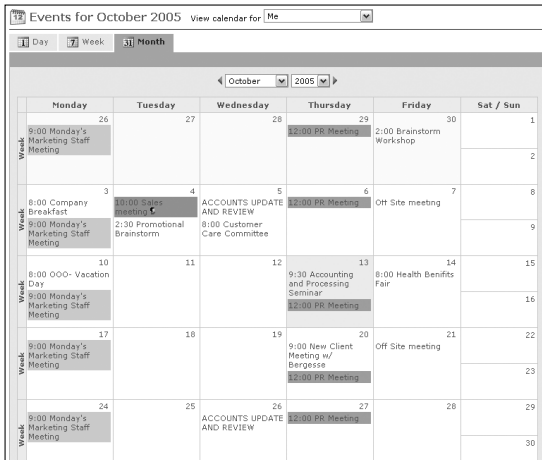 12 Events for October 2005 View calendar for Me
1 Day 7 Week 31 Month
October 2005
Monday Tuesday Wednesday Thursday Friday Sat / Sun
Week
26
9:00 Monday's
Marketing Staff
Meeting
27
28
29
12:00 PR Meeting
30
2:00 Brainstorm
Workshop
1
2
Week
3
8:00 Company
Breakfast
9:00 Monday's
Marketing Staff
Meeting
4
10:00 Sales
meeting
2:30 Promotional
Brainstorm
5
ACCOUNTS UPDATE
AND REVIEW
8:00 Customer
Care Committee
6
12:00 PR Meeting
7
Off Site meeting
8
9
Week
10
8:00 OOO- Vacation
Day
9:00 Monday's
Marketing Staff
Meeting
11
12
13
9:30 Accounting
and Processing
Seminar
12:00 PR Meeting
14
8:00 Health Benifits
Fair
15
16
Week
17
9:00 Monday's
Marketing Staff
Meeting
18
19
20
9:00 New Client
Meeting w/
Bergesse
12:00 PR Meeting
21
Off Site meeting
22
23
Week
24
9:00 Monday's
Marketing Staff
Meeting
25
26
ACCOUNTS UPDATE
AND REVIEW
27
12:00 PR Meeting
28
29
30